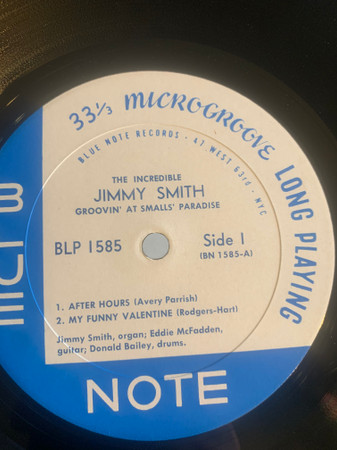 33⅓ MICROGROOVE LONG PLAYING
BLUE NOTE RECORDS • 47 WEST 63rd • NYC
THE INCREDIBLE
JIMMY SMITH
GROOVIN' AT SMALLS' PARADISE
BLP 1585
Side 1
(BN 1585-A)
1. AFTER HOURS (Avery Parrish)
2. MY FUNNY VALENTINE (Rodgers-Hart)
Jimmy Smith, organ; Eddie McFadden,
guitar; Donald Bailey, drums.
BLUE
NOTE